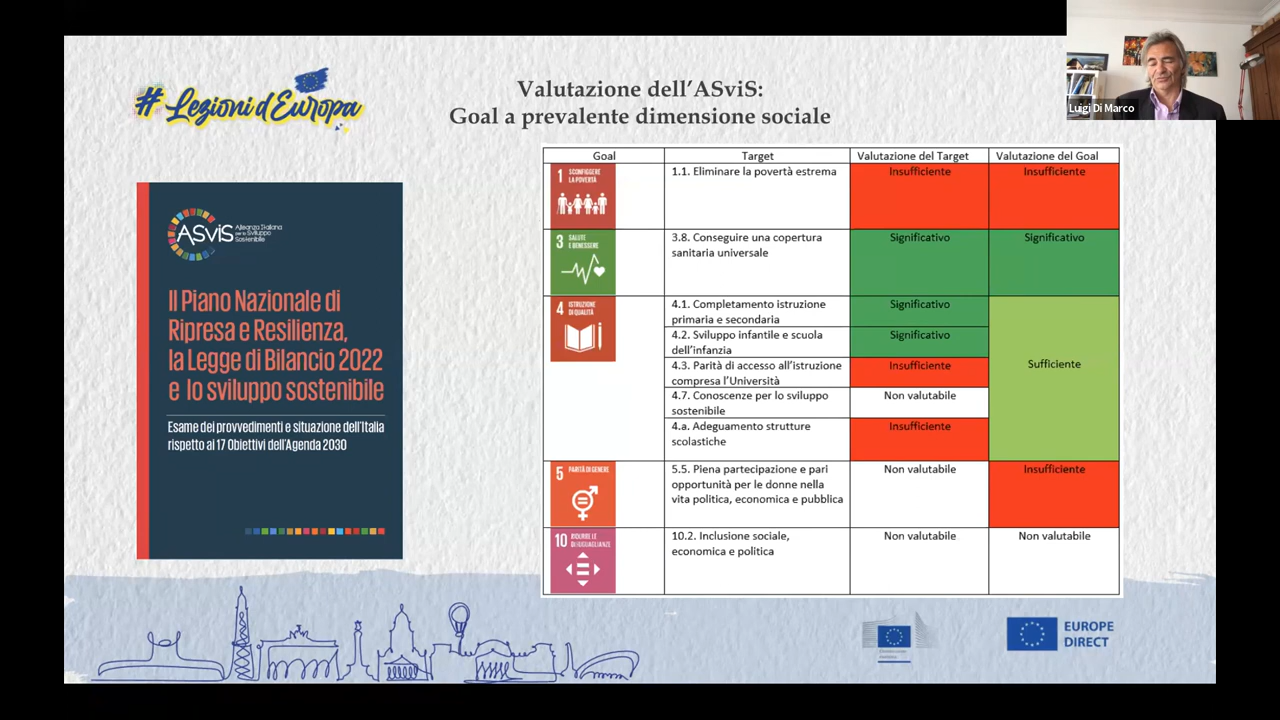 # Lezioni d'Europa
Valutazione dell'ASviS:
Goal a prevalente dimensione sociale
Luigi Di Marco
ASviS
Alleanza Italiana
per lo Sviluppo
Sostenibile
Il Piano Nazionale di
Ripresa e Resilienza,
la Legge di Bilancio 2022
e lo sviluppo sostenibile
Esame dei provvedimenti e situazione dell'Italia
rispetto ai 17 Obiettivi dell'Agenda 2030
Goal Target Valutazione del Target Valutazione del Goal
1 SCONFIGGERE
LA POVERTÀ
1.1. Eliminare la povertà estrema Insufficiente Insufficiente
3 SALUTE
E BENESSERE
3.8. Conseguire una copertura
sanitaria universale
Significativo Significativo
4 ISTRUZIONE
DI QUALITÀ
4.1. Completamento istruzione
primaria e secondaria
Significativo
4.2. Sviluppo infantile e scuola
dell'infanzia
Significativo
4.3. Parità di accesso all'istruzione
compresa l'Università
Insufficiente
Sufficiente
4.7. Conoscenze per lo sviluppo
sostenibile
Non valutabile
4.a. Adeguamento strutture
scolastiche
Insufficiente
5 PARITÀ DI GENERE
5.5. Piena partecipazione e pari
opportunità per le donne nella
vita politica, economica e pubblica
Non valutabile Insufficiente
10 RIDURRE LE
DISUGUAGLIANZE
10.2. Inclusione sociale,
economica e politica
Non valutabile Non valutabile
EUROPE
DIRECT